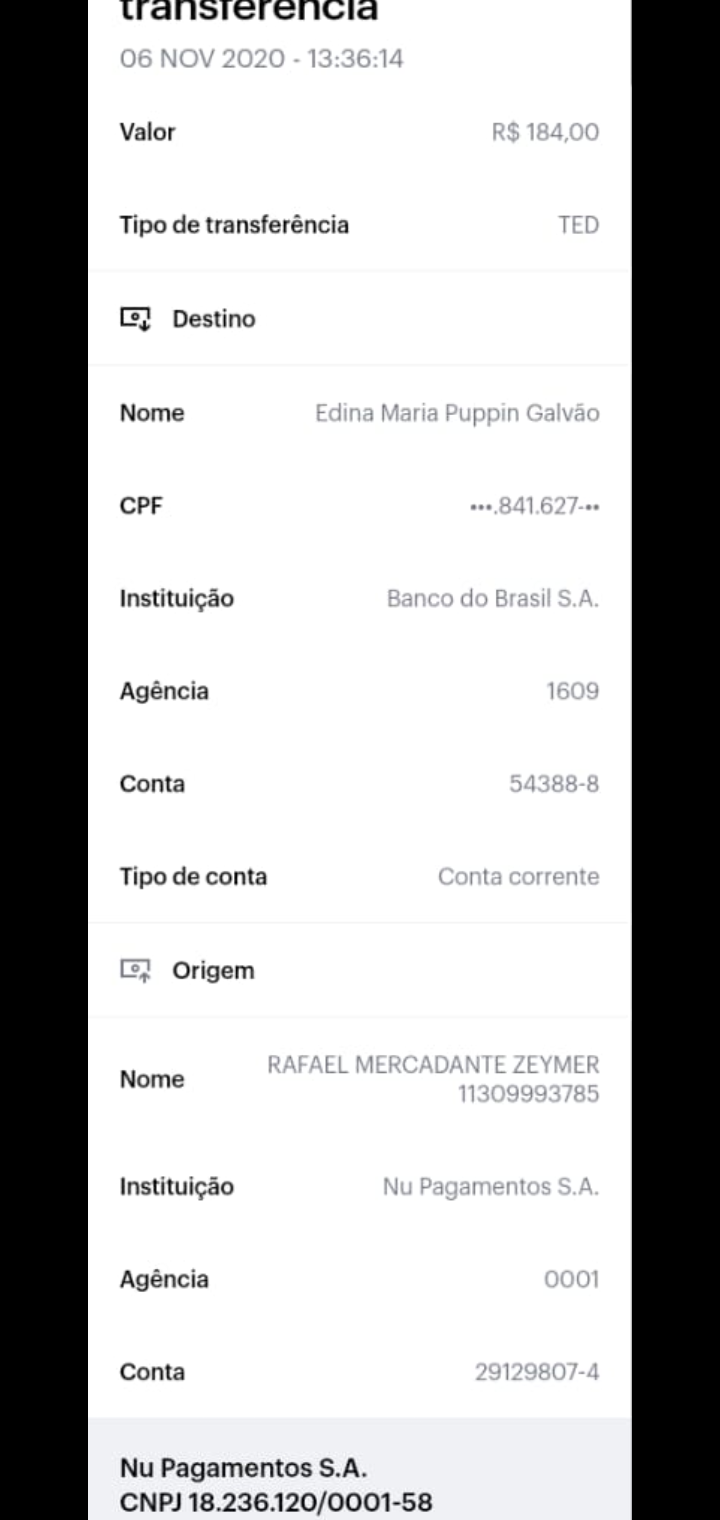 transferência
06 NOV 2020 - 13:36:14
Valor R$ 184,00
Tipo de transferência TED
Destino
Nome Edina Maria Puppin Galvão
CPF •••.841.627-••
Instituição Banco do Brasil S.A.
Agência 1609
Conta 54388-8
Tipo de conta Conta corrente
Origem
Nome RAFAEL MERCADANTE ZEYMER
11309993785
Instituição Nu Pagamentos S.A.
Agência 0001
Conta 29129807-4
Nu Pagamentos S.A.
CNPJ 18.236.120/0001-58